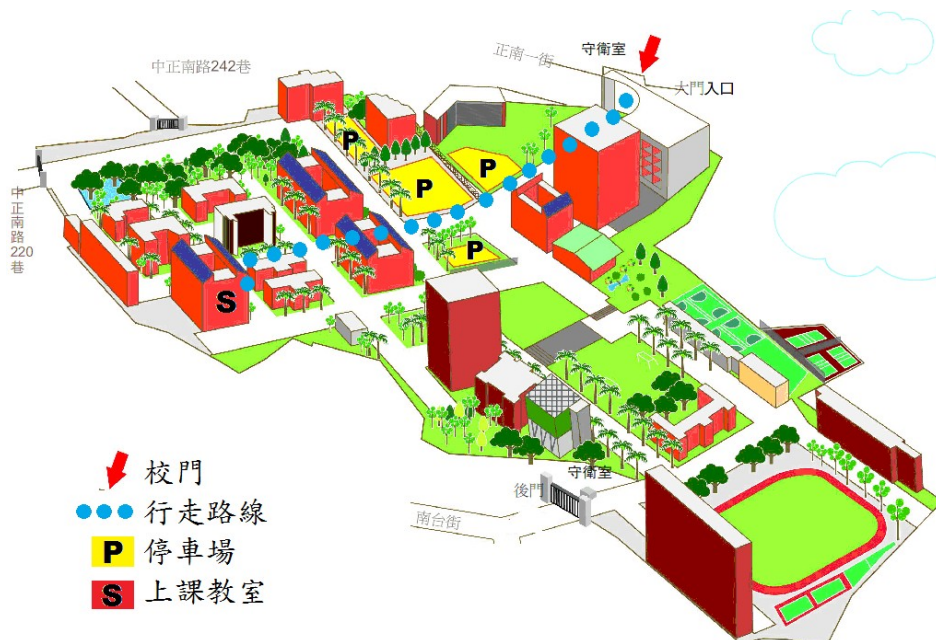 守衛室
正南一街
中正南路242巷
大門入口
P
P
P
中正南路220巷
P
S
校門
行走路線
P 停車場
S 上課教室
守衛室
後門
南台街